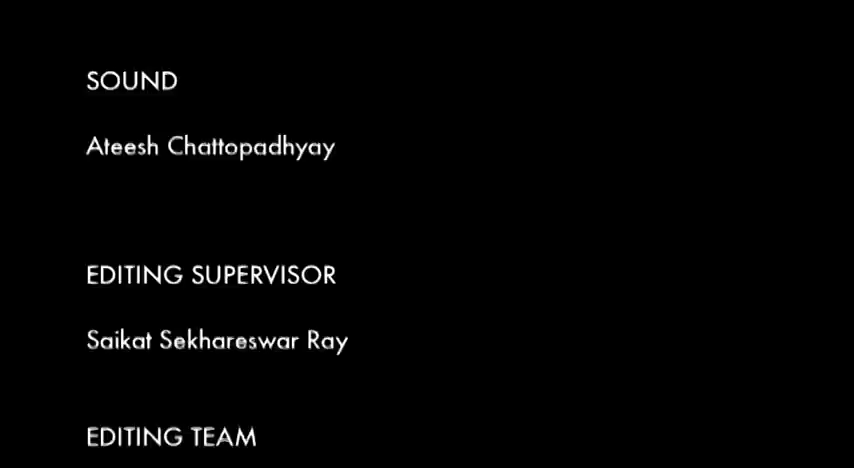 SOUND
Ateesh Chattopadhyay
EDITING SUPERVISOR
Saikat Sekhareswar Ray
EDITING TEAM